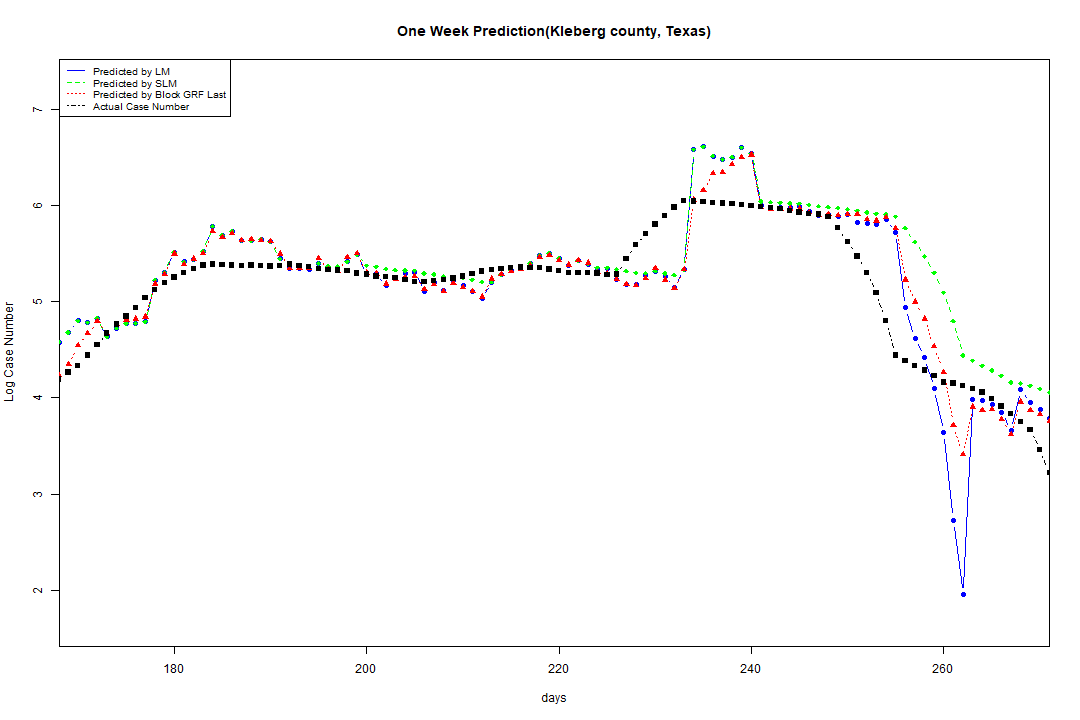 One Week Prediction(Kleberg county, Texas)
Predicted by LM
Predicted by SLM
Predicted by Block GRF Last
Actual Case Number
7
6
5
4
3
2
Log Case Number
180 200 220 240 260
days